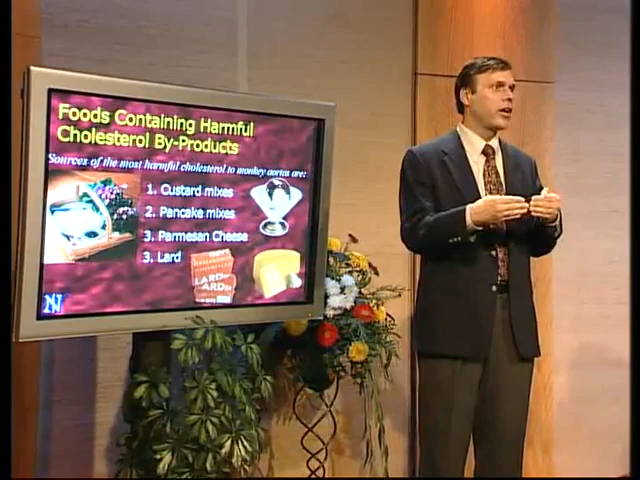 Foods Containing Harmful
Cholesterol By-Products
Sources of the most harmful cholesterol to monkey aortas are:
1. Custard mixes
2. Pancake mixes
3. Parmesan Cheese
3. Lard
LARD
N